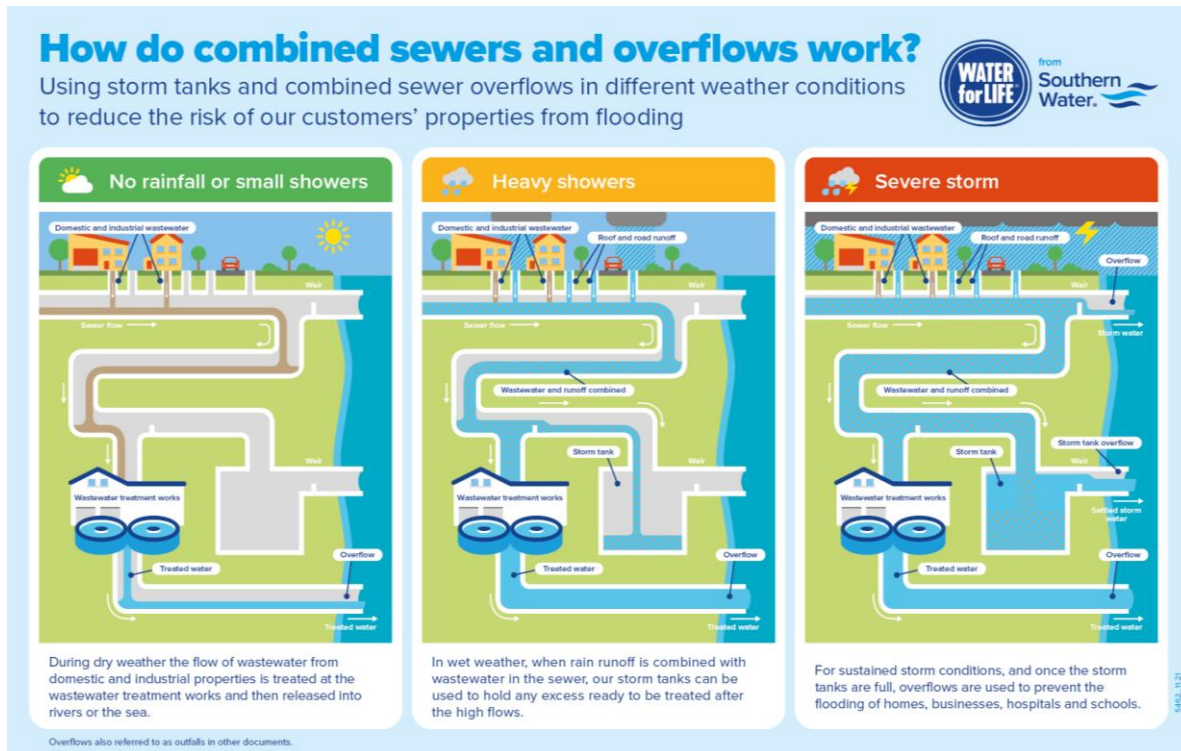 How do combined sewers and overflows work?
Using storm tanks and combined sewer overflows in different weather conditions
to reduce the risk of our customers' properties from flooding
WATER
for LIFE
from
Southern
Water.
No rainfall or small showers
Domestic and industrial wastewater
Weir
Sewer flow
Weir
Wastewater treatment works
Overflow
Treated water
Treated water
During dry weather the flow of wastewater from
domestic and industrial properties is treated at the
wastewater treatment works and then released into
rivers or the sea.
Heavy showers
Domestic and industrial wastewater
Roof and road runoff
Weir
Sewer flow
Wastewater and runoff combined
Storm tank
Weir
Wastewater treatment works
Overflow
Treated water
Treated water
In wet weather, when rain runoff is combined with
wastewater in the sewer, our storm tanks can be
used to hold any excess ready to be treated after
the high flows.
Severe storm
Domestic and industrial wastewater
Roof and road runoff
Overflow
Weir
Sewer flow
Storm water
Wastewater and runoff combined
Storm tank overflow
Storm tank
Weir
Wastewater treatment works
Settled storm
water
Overflow
Treated water
Treated water
For sustained storm conditions, and once the storm
tanks are full, overflows are used to prevent the
flooding of homes, businesses, hospitals and schools.
Overflows also referred to as outfalls in other documents.
5462 11.21